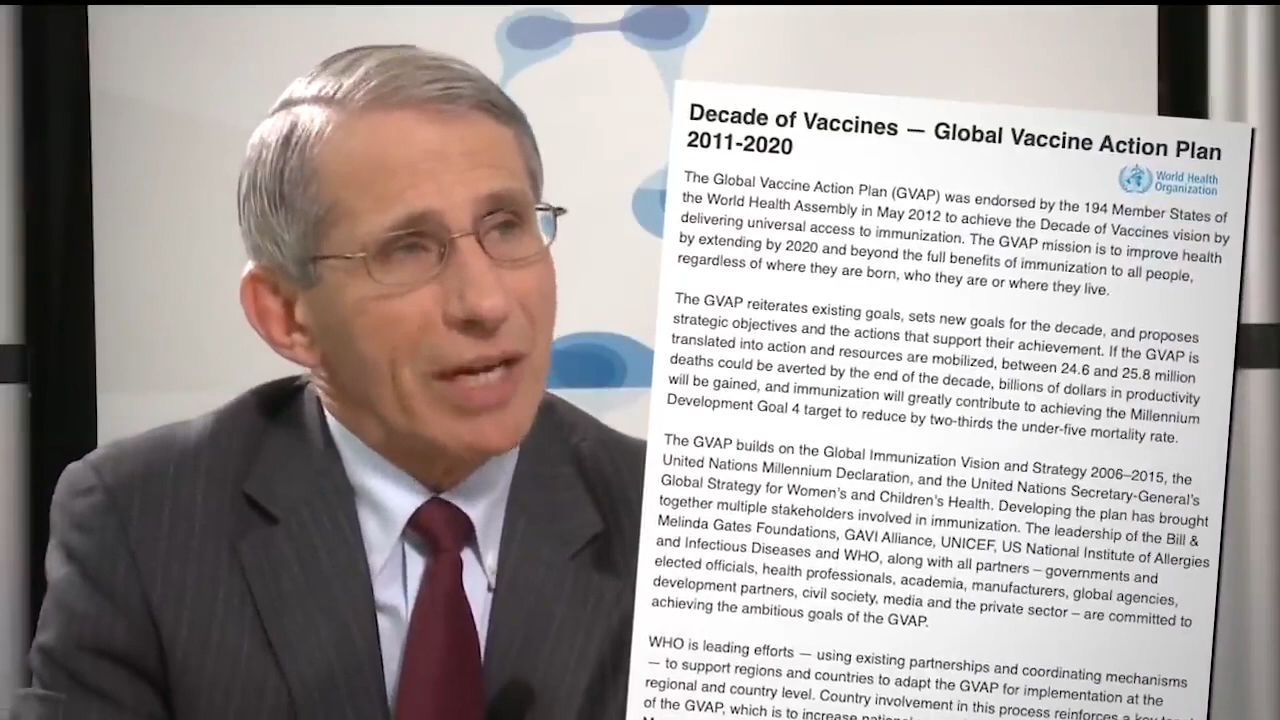 Decade of Vaccines — Global Vaccine Action Plan
2011-2020
World Health
Organization
The Global Vaccine Action Plan (GVAP) was endorsed by the 194 Member States of
the World Health Assembly in May 2012 to achieve the Decade of Vaccines vision by
delivering universal access to immunization. The GVAP mission is to improve health
by extending by 2020 and beyond the full benefits of immunization to all people,
regardless of where they are born, who they are or where they live.
The GVAP reiterates existing goals, sets new goals for the decade, and proposes
strategic objectives and the actions that support their achievement. If the GVAP is
translated into action and resources are mobilized, between 24.6 and 25.8 million
deaths could be averted by the end of the decade, billions of dollars in productivity
will be gained, and immunization will greatly contribute to achieving the Millennium
Development Goal 4 target to reduce by two-thirds the under-five mortality rate.
The GVAP builds on the Global Immunization Vision and Strategy 2006–2015, the
United Nations Millennium Declaration, and the United Nations Secretary-General's
Global Strategy for Women's and Children's Health. Developing the plan has brought
together multiple stakeholders involved in immunization. The leadership of the Bill &
Melinda Gates Foundations, GAVI Alliance, UNICEF, US National Institute of Allergies
and Infectious Diseases and WHO, along with all partners – governments and
elected officials, health professionals, academia, manufacturers, global agencies,
development partners, civil society, media and the private sector – are committed to
achieving the ambitious goals of the GVAP.
WHO is leading efforts — using existing partnerships and coordinating mechanisms
— to support regions and countries to adapt the GVAP for implementation at the
regional and country level. Country involvement in this process reinforces a
of the GVAP, which is to increase